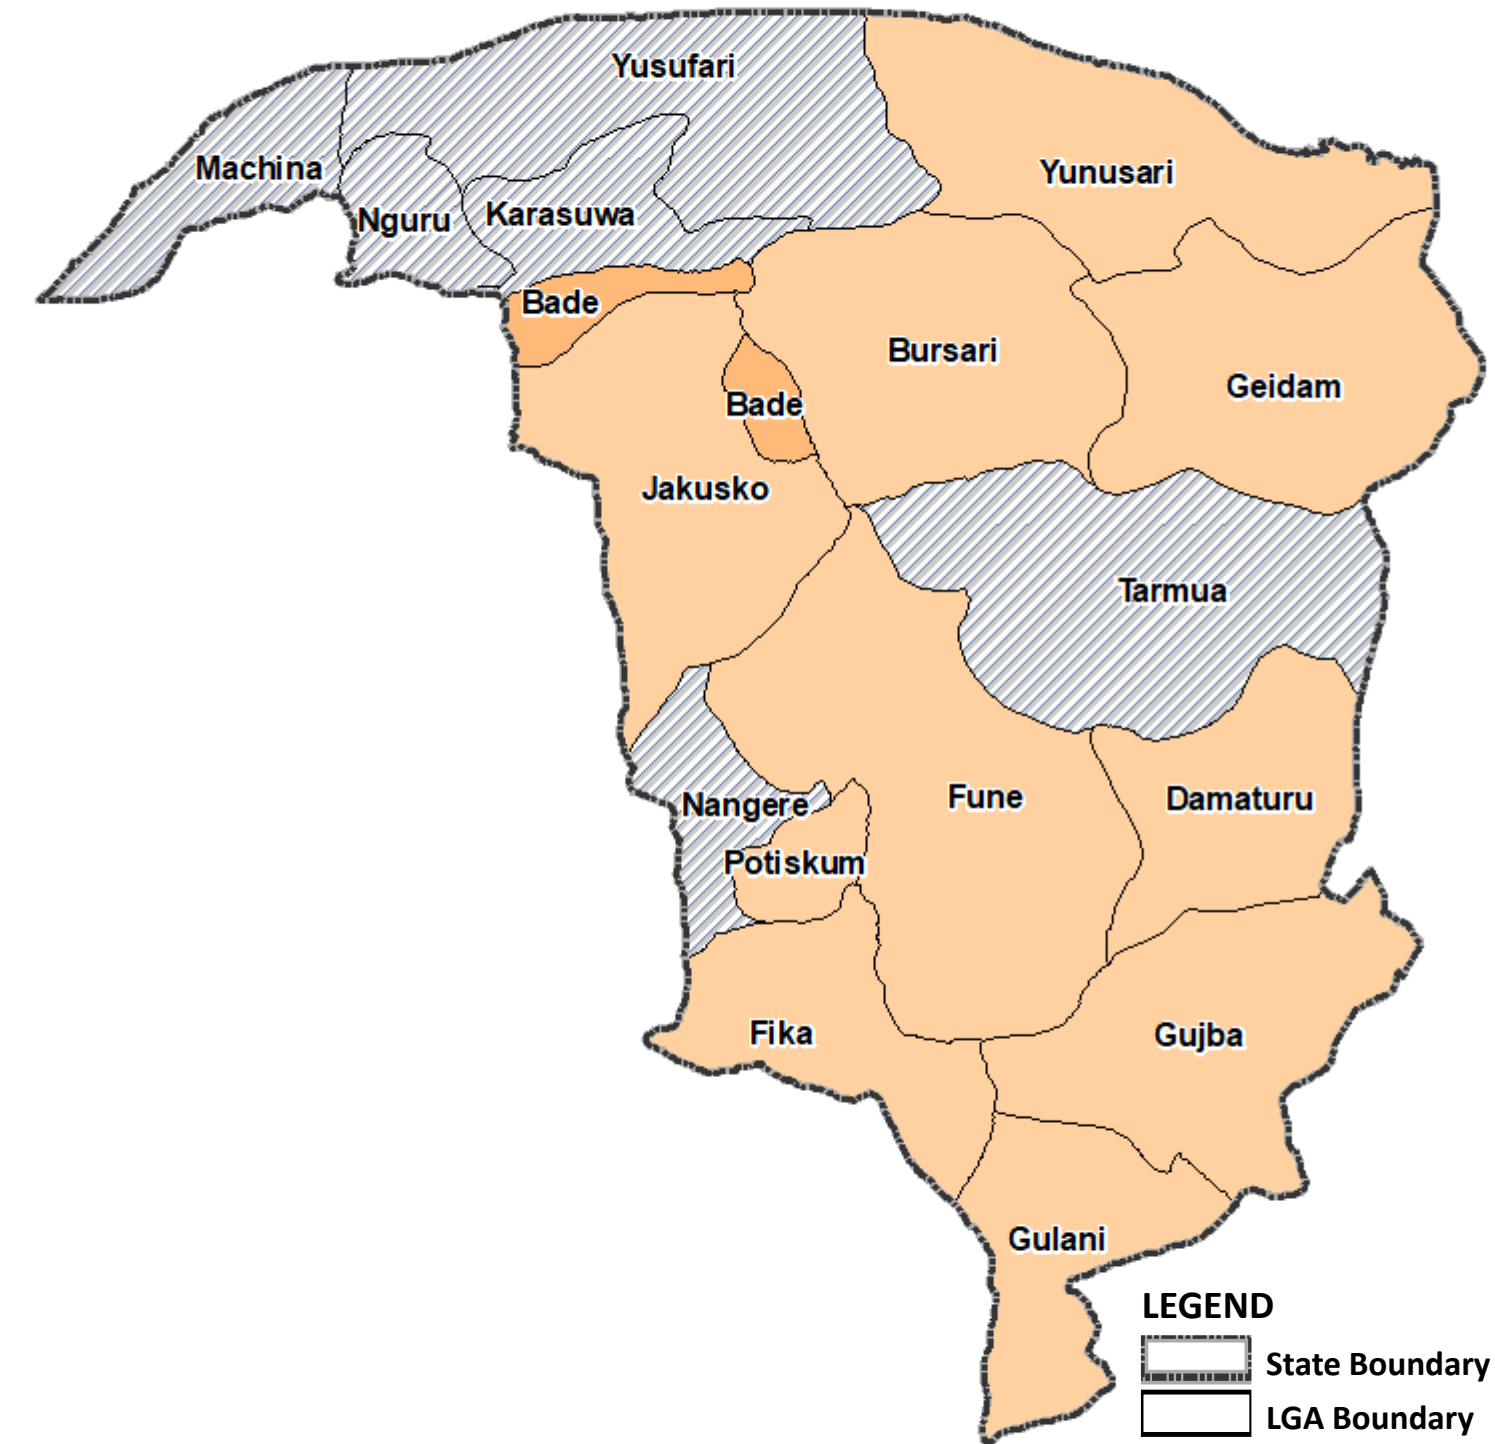 Yusufari
Machina
Yunusari
Nguru
Karasuwa
Bade
Bursari
Geidam
Bade
Jakusko
Tarmua
Nangere
Fune
Damaturu
Potiskum
Fika
Gujba
Gulani
LEGEND
State Boundary
LGA Boundary